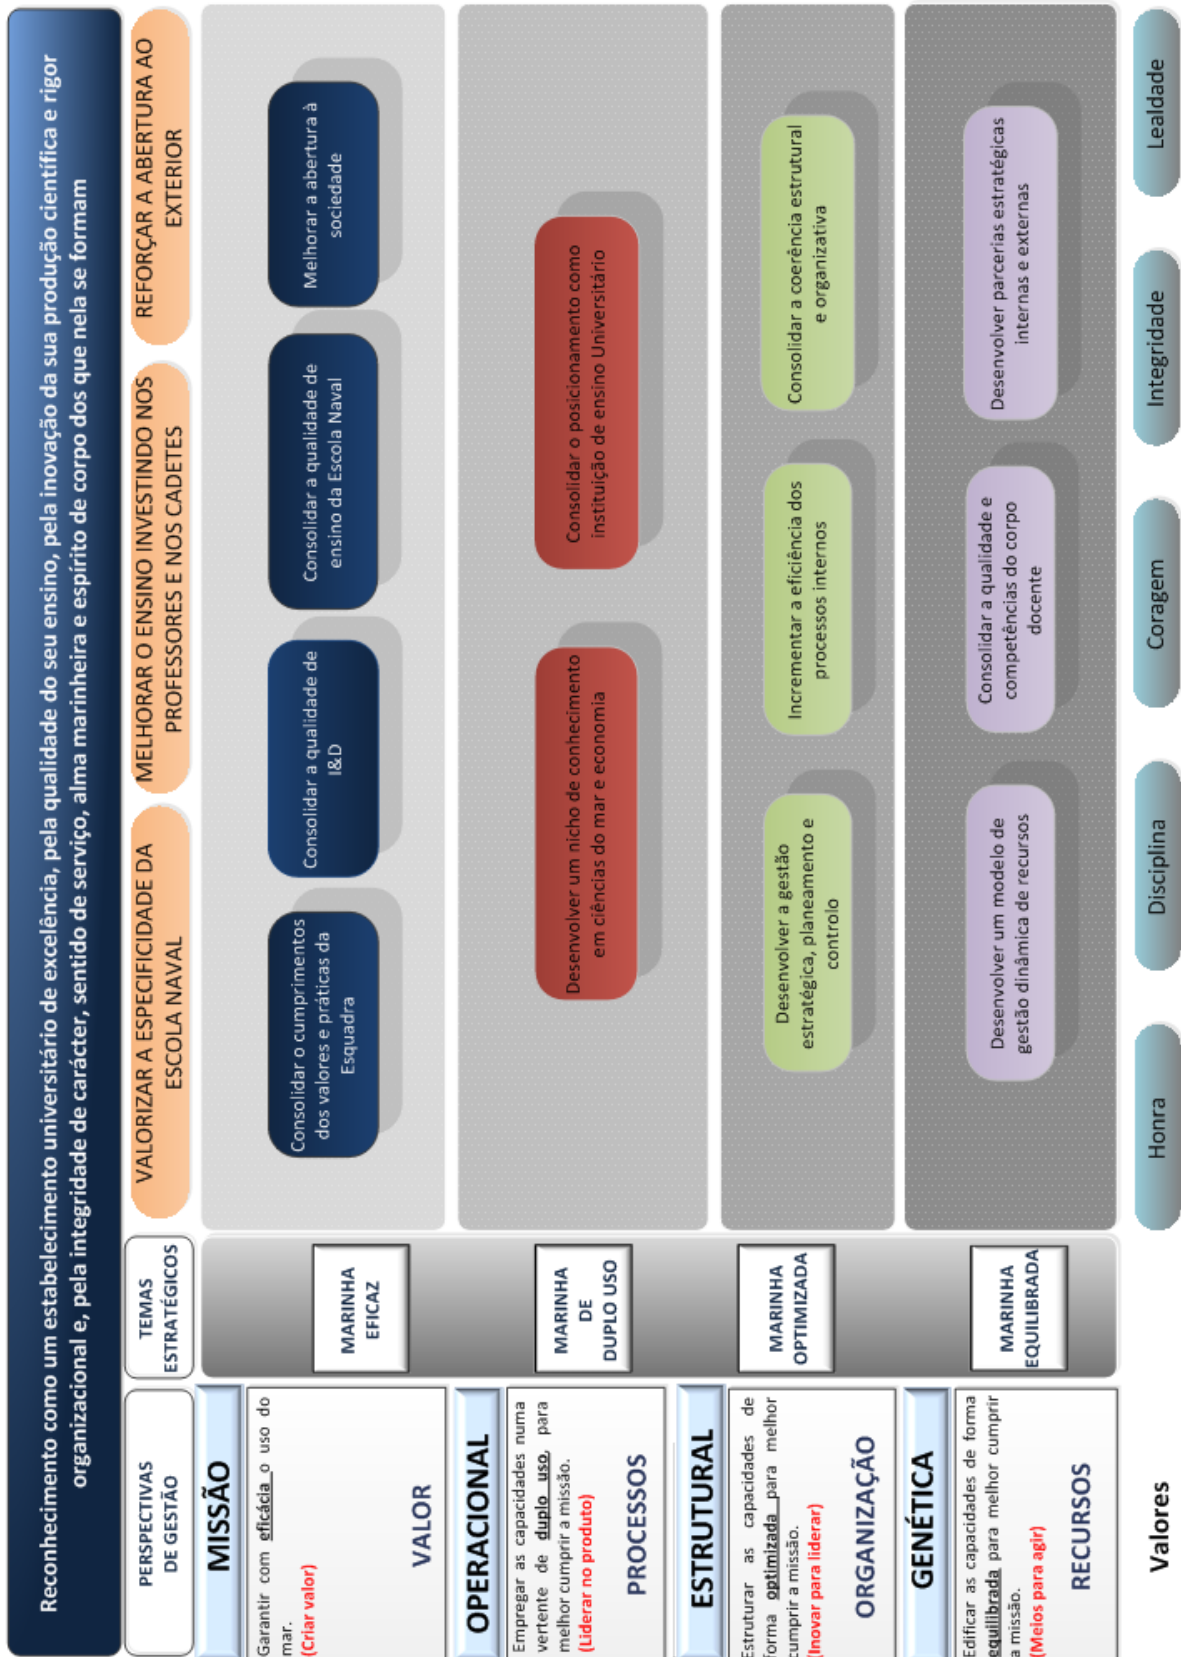 Reconhecimento como um estabelecimento universitário de excelência, pela qualidade do seu ensino, pela inovação da sua produção científica e rigor
organizacional e, pela integridade de carácter, sentido de serviço, alma marinheira e espírito de corpo dos que nela se formam
PERSPECTIVAS
DE GESTÃO
TEMAS
ESTRATÉGICOS
VALORIZAR A ESPECIFICIDADE DA
ESCOLA NAVAL
MELHORAR O ENSINO INVESTINDO NOS
PROFESSORES E NOS CADETES
REFORÇAR A ABERTURA AO
EXTERIOR
MISSÃO
Garantir com eficácia o uso do
mar.
(Criar valor)
VALOR
MARINHA
EFICAZ
Consolidar o cumprimentos
dos valores e práticas da
Esquadra
Consolidar a qualidade de
I&D
Consolidar a qualidade de
ensino da Escola Naval
Melhorar a abertura à
sociedade
OPERACIONAL
Empregar as capacidades numa
vertente de duplo uso, para
melhor cumprir a missão.
(Liderar no produto)
PROCESSOS
MARINHA
DE
DUPLO USO
Desenvolver um nicho de conhecimento
em ciências do mar e economia
Consolidar o posicionamento como
instituição de ensino Universitário
ESTRUTURAL
Estruturar as capacidades de
forma optimizada para melhor
cumprir a missão.
(Inovar para liderar)
ORGANIZAÇÃO
MARINHA
OPTIMIZADA
Desenvolver a gestão
estratégica, planeamento e
controlo
Incrementar a eficiência dos
processos internos
Consolidar a coerência estrutural
e organizativa
GENÉTICA
Edificar as capacidades de forma
equilibrada para melhor cumprir
a missão.
(Meios para agir)
RECURSOS
MARINHA
EQUILIBRADA
Desenvolver um modelo de
gestão dinâmica de recursos
Consolidar a qualidade e
competências do corpo
docente
Desenvolver parcerias estratégicas
internas e externas
Valores
Honra
Disciplina
Coragem
Integridade
Lealdade